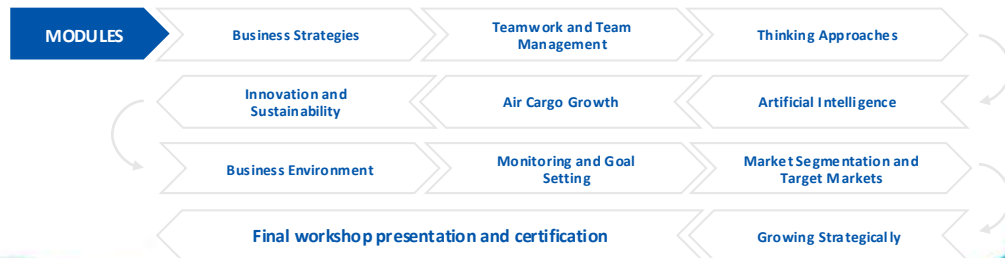 MODULES
Business Strategies
Teamwork and Team
Management
Thinking Approaches
Artificial Intelligence
Air Cargo Growth
Innovation and
Sustainability
Business Environment
Monitoring and Goal
Setting
Market Segmentation and
Target Markets
Growing Strategically
Final workshop presentation and certification